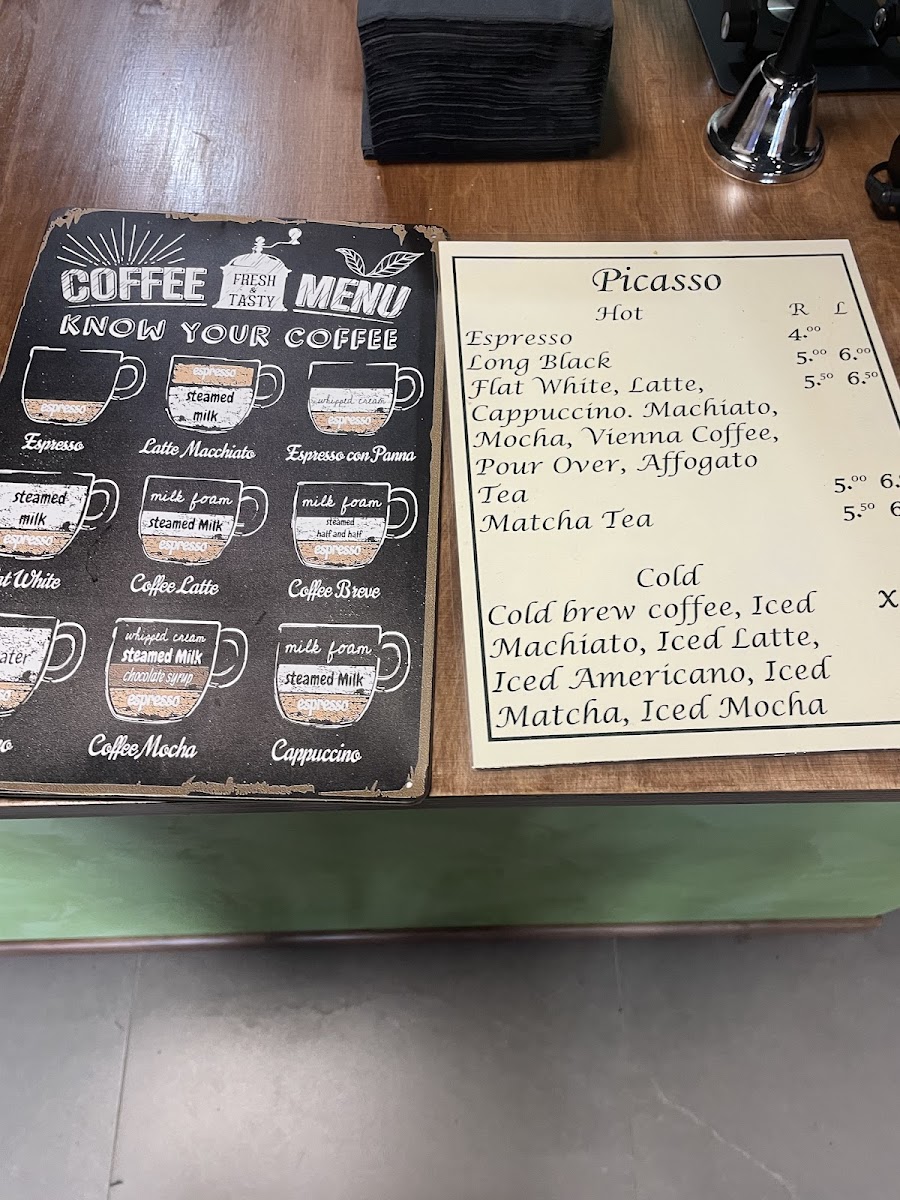 COFFEE FRESH & TASTY MENU
KNOW YOUR COFFEE
espresso
Espresso
espresso
steamed
milk
Latte Macchiato
whipped cream
espresso
Espresso con Panna
steamed
milk
espresso
White
milk foam
steamed Milk
espresso
Coffee Latte
milk foam
steamed
half and half
espresso
Coffee Breve
whipped cream
steamed Milk
chocolate syrup
espresso
Coffee Mocha
milk foam
steamed Milk
espresso
Cappuccino
Picasso
Hot R L
Espresso 4.00
Long Black 5.00 6.00
Flat White, Latte, 5.50 6.50
Cappuccino. Machiato,
Mocha, Vienna Coffee,
Pour Over, Affogato
Tea 5.00 6.
Matcha Tea 5.50 6
Cold
Cold brew coffee, Iced x
Machiato, Iced Latte,
Iced Americano, Iced
Matcha, Iced Mocha